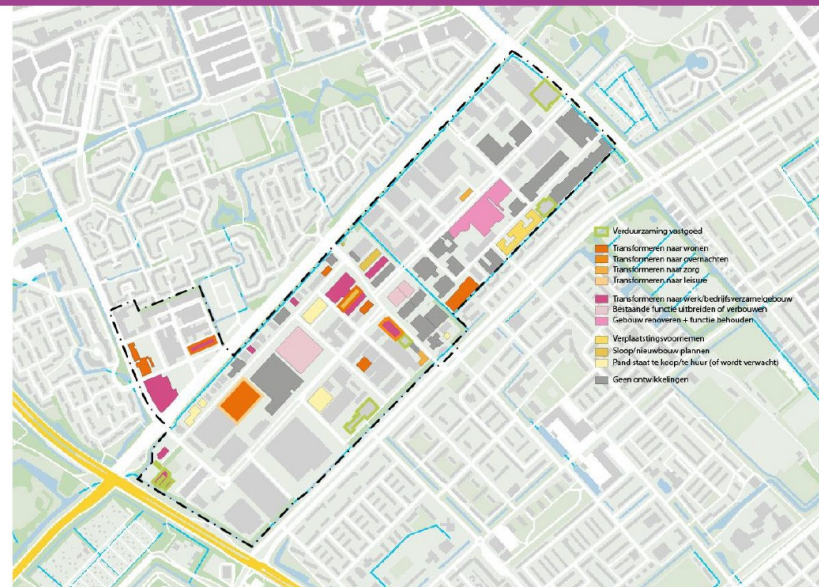 Verduurzaming vastgoed
Transformeren naar wonen
Transformeren naar overnachten
Transformeren naar zorg
Transformeren naar leisure
Transformeren naar werk/bedrijfsverzamelgebouw
Bestaande functie uitbreiden of verbouwen
Gebouw renoveren + functie behouden
Verplaatstingsvoornemen
Sloop/nieuwbouw plannen
Pand staat te koop/te huur (of wordt verwacht)
Geen ontwikkelingen